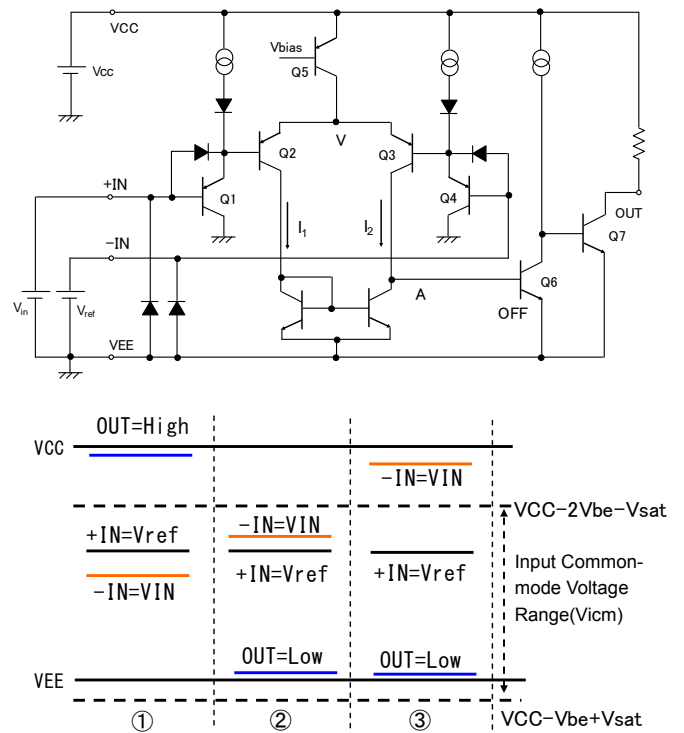 VCC
Vcc
Vbias
Q5
V
Q2
Q3
Q1
Q4
+IN
-IN
I1
I2
OUT
Q7
Q6
A
OFF
Vin
Vref
VEE
OUT=High
VCC
-IN=VIN
VCC-2Vbe-Vsat
+IN=Vref
-IN=VIN
+IN=Vref
+IN=Vref
-IN=VIN
Input Common-
mode Voltage
Range(Vicm)
OUT=Low
OUT=Low
VEE
VCC-Vbe+Vsat
① ② ③